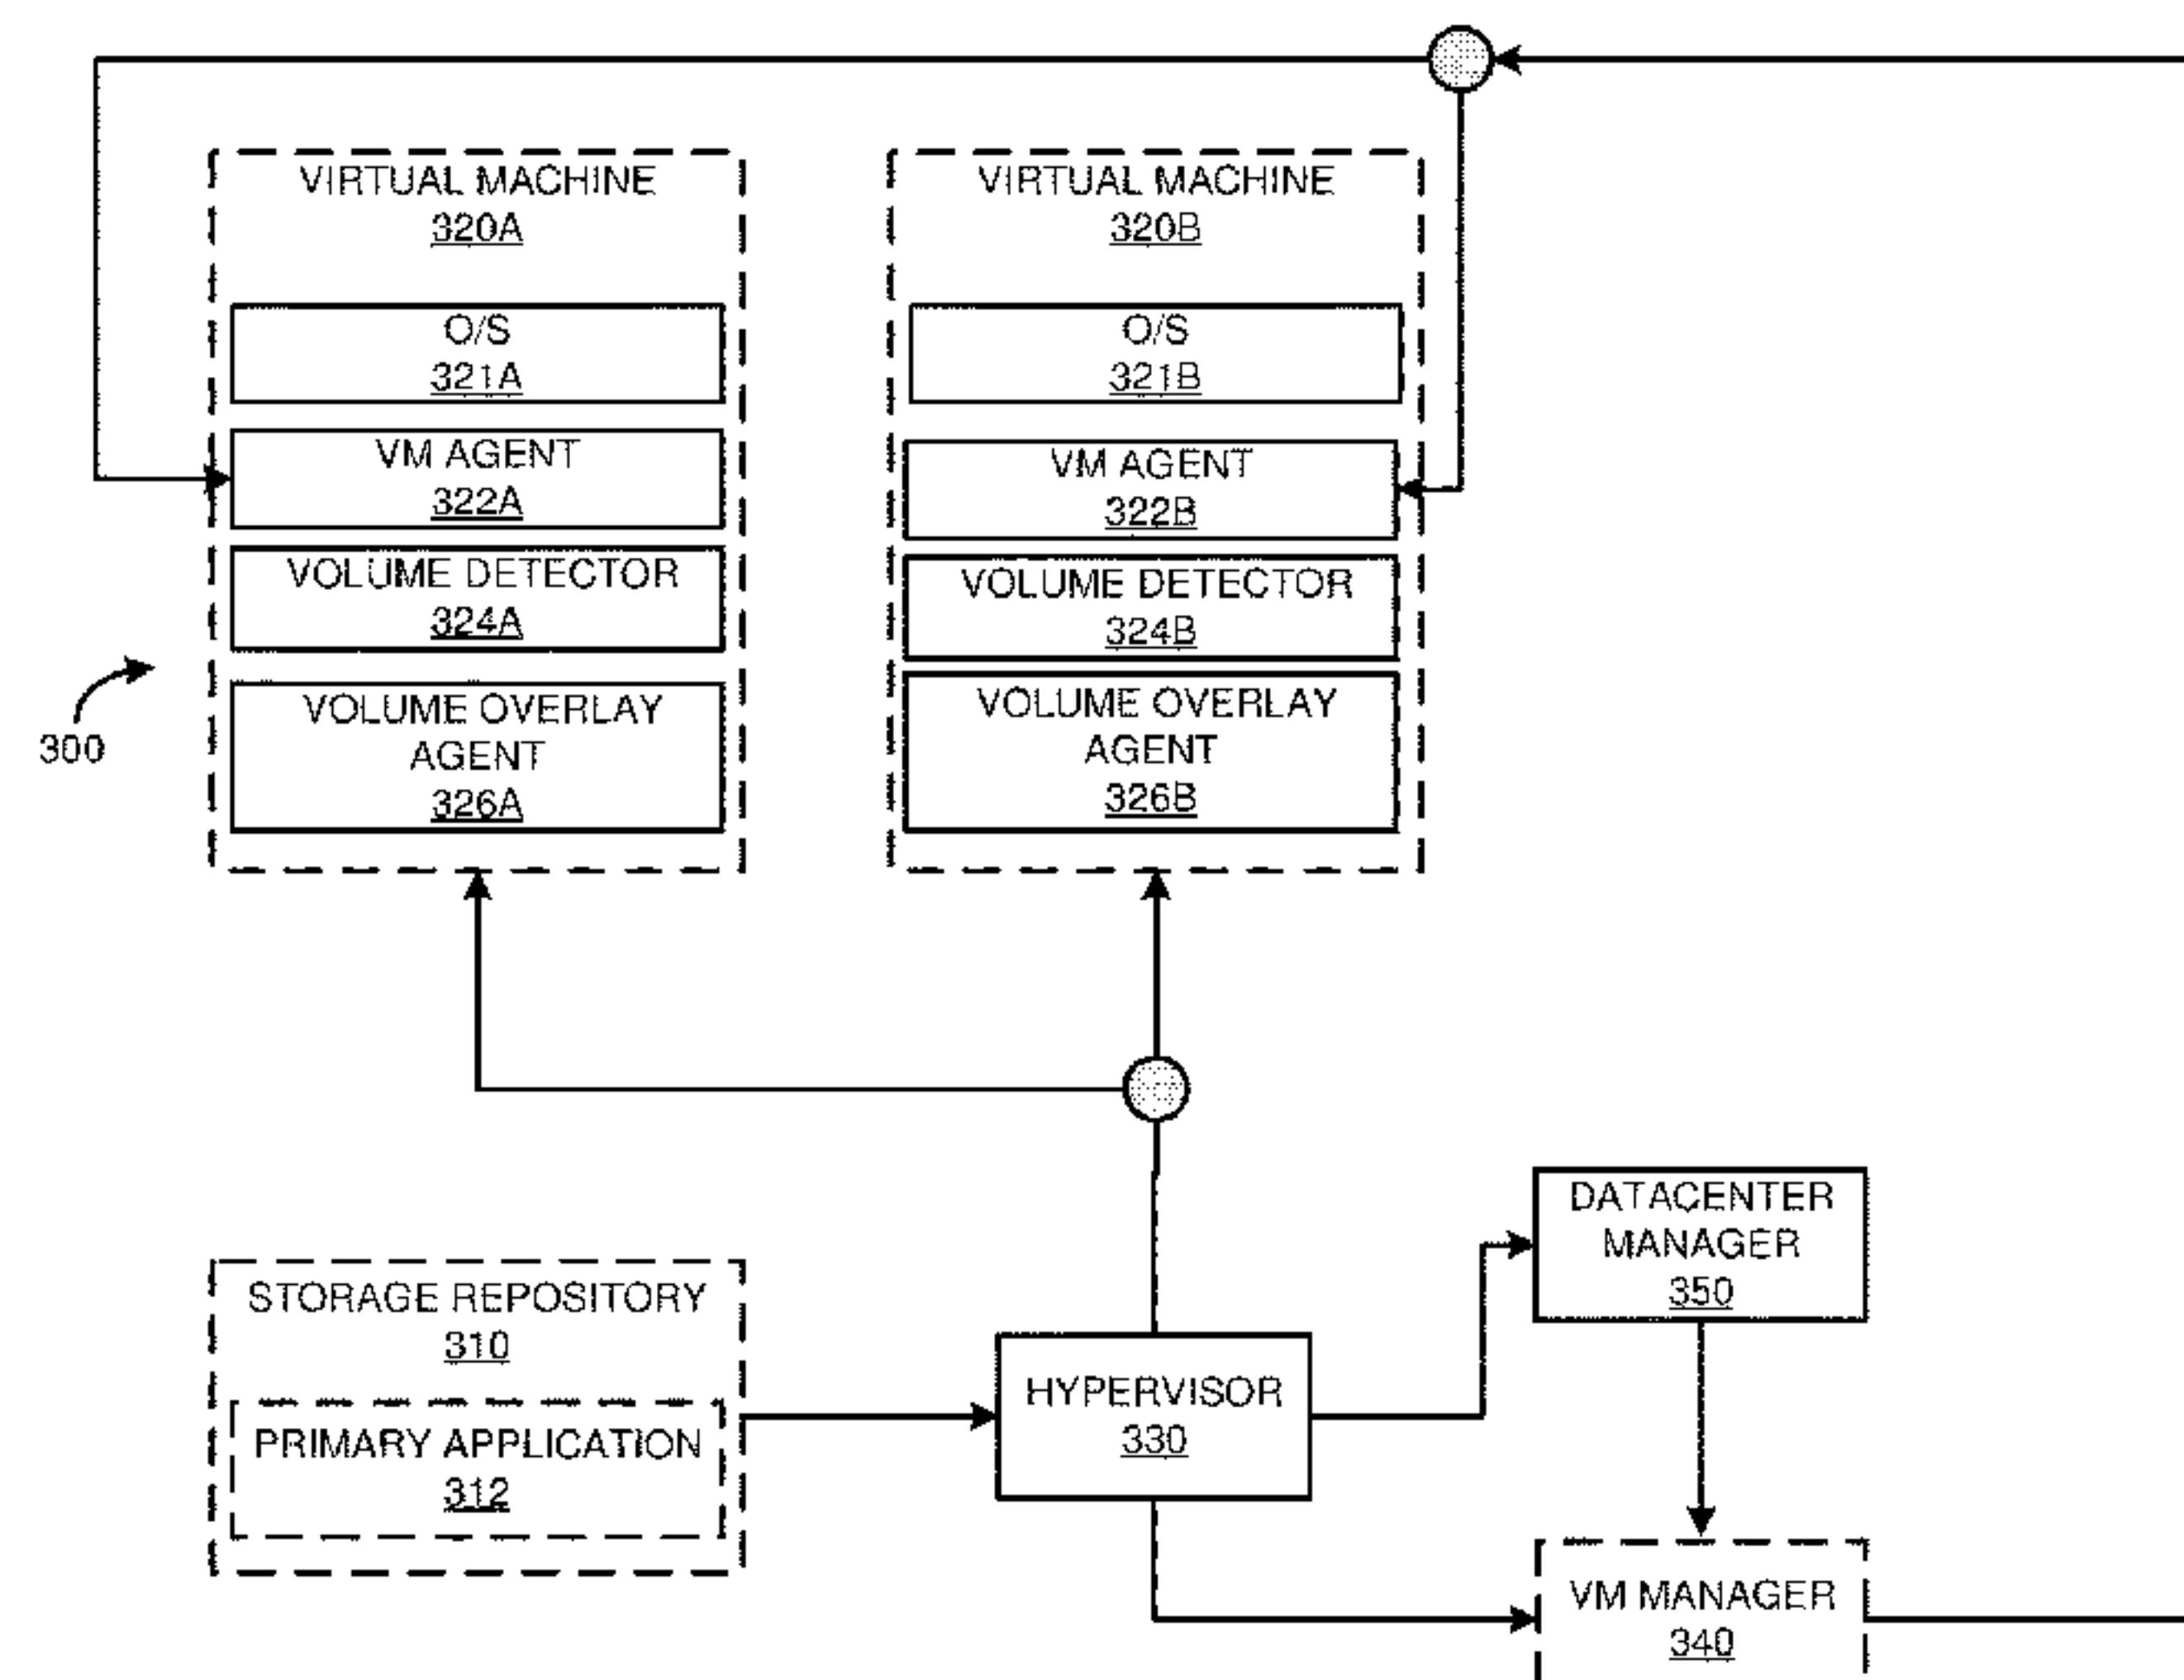 VIRTUAL MACHINE
320A
O/S
321A
VM AGENT
322A
VOLUME DETECTOR
324A
VOLUME OVERLAY
AGENT
326A
VIRTUAL MACHINE
320B
O/S
321B
VM AGENT
322B
VOLUME DETECTOR
324B
VOLUME OVERLAY
AGENT
326B
300
STORAGE REPOSITORY
310
PRIMARY APPLICATION
312
HYPERVISOR
330
DATACENTER
MANAGER
350
VM MANAGER
340